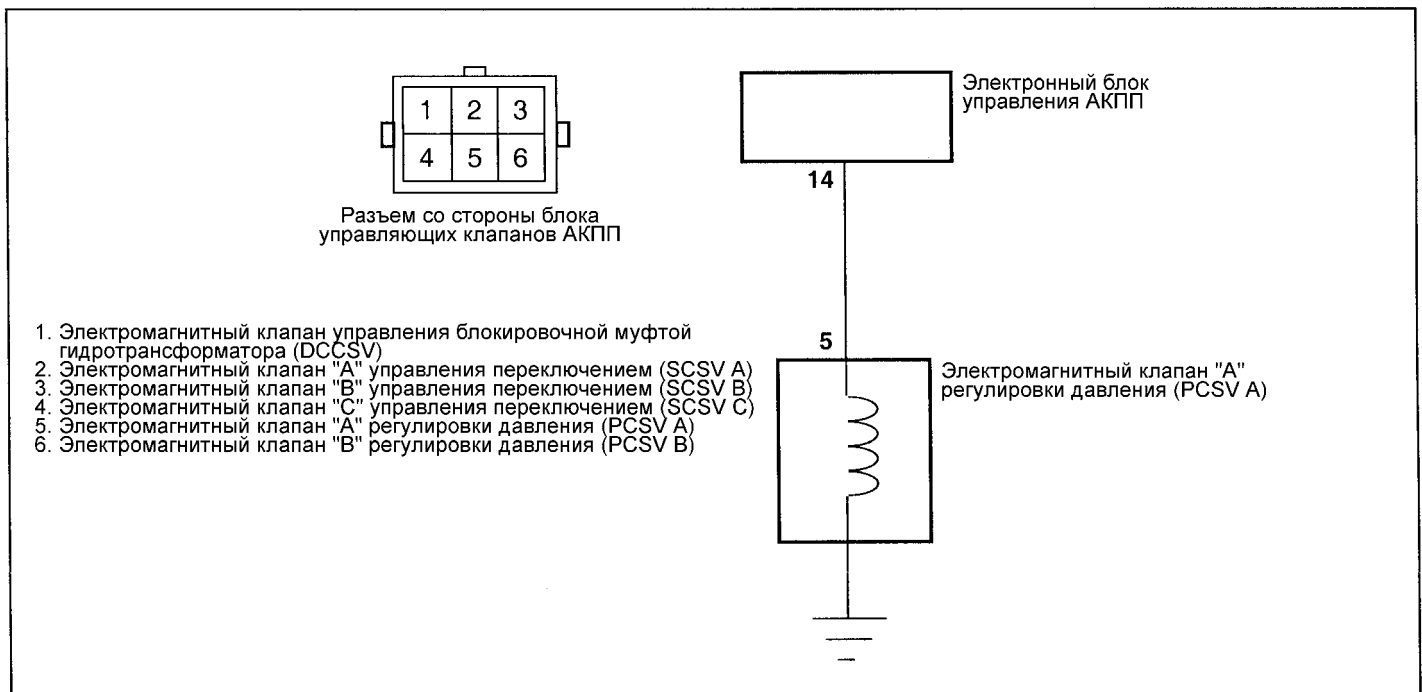 1 2 3
4 5 6
Разъем со стороны блока
управляющих клапанов АКПП
Электронный блок
управления АКПП
14
5
Электромагнитный клапан "А"
регулировки давления (PCSV A)
1. Электромагнитный клапан управления блокировочной муфтой
гидротрансформатора (DCCSV)
2. Электромагнитный клапан "А" управления переключением (SCSV A)
3. Электромагнитный клапан "В" управления переключением (SCSV B)
4. Электромагнитный клапан "С" управления переключением (SCSV C)
5. Электромагнитный клапан "А" регулировки давления (PCSV A)
6. Электромагнитный клапан "В" регулировки давления (PCSV B)